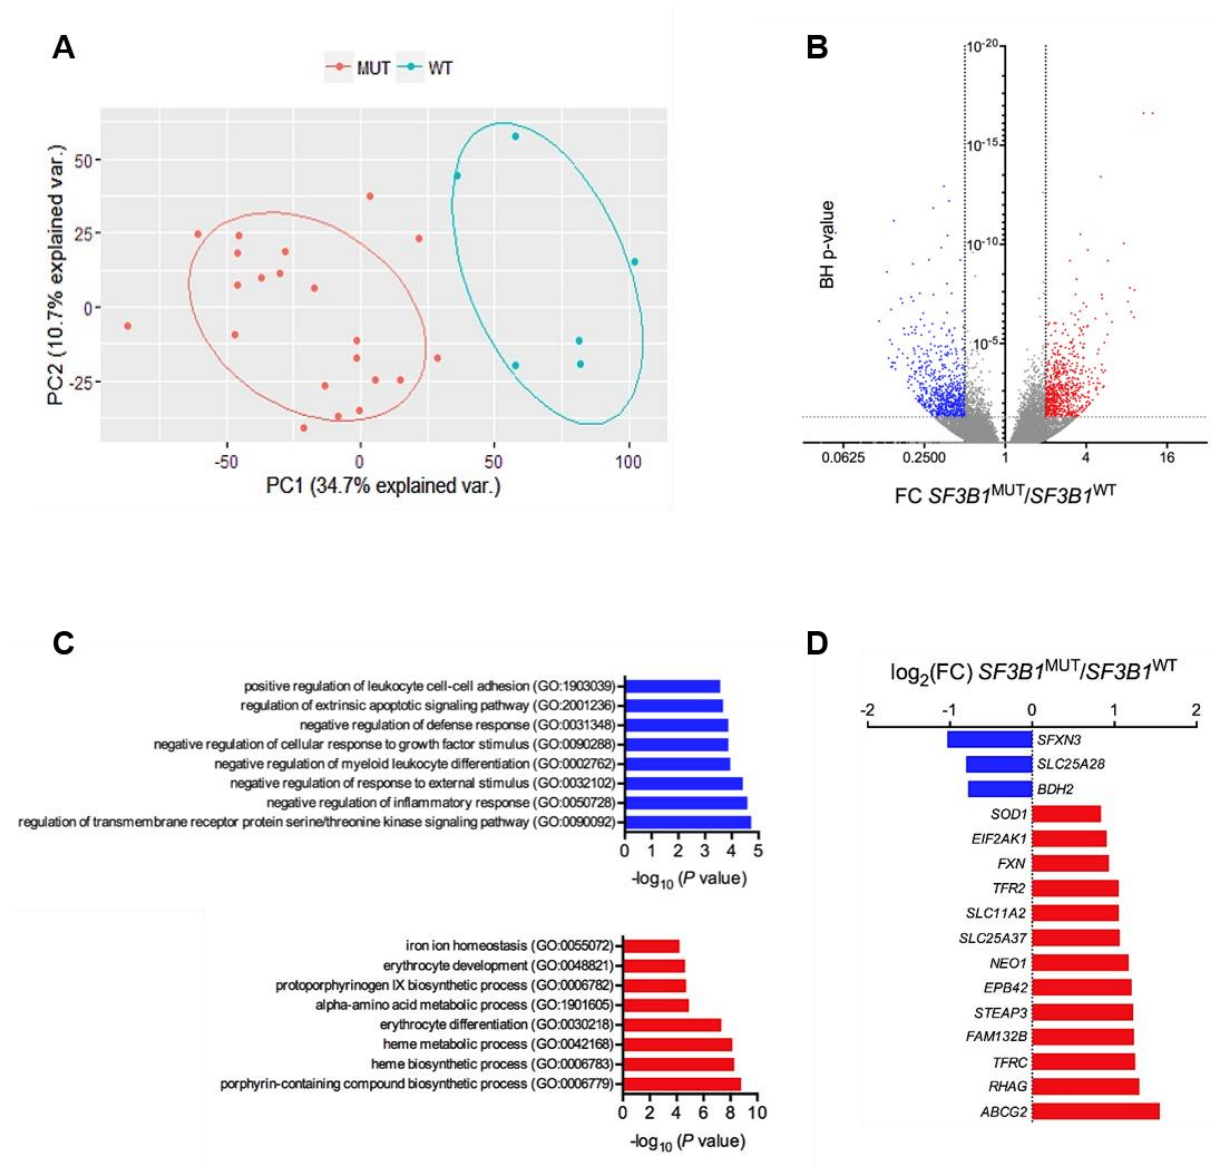 A
MUT WT
PC2 (10.7% explained var.)
50
25
0
-25
-50 0 50 100
PC1 (34.7% explained var.)
B
BH p-value
10-20
10-15
10-10
10-5
0.0625 0.2500 1 4 16
FC SF3B1MUT/SF3B1WT
C
positive regulation of leukocyte cell-cell adhesion (GO:1903039)
regulation of extrinsic apoptotic signaling pathway (GO:2001236)
negative regulation of defense response (GO:0031348)
negative regulation of cellular response to growth factor stimulus (GO:0090288)
negative regulation of myeloid leukocyte differentiation (GO:0002762)
negative regulation of response to external stimulus (GO:0032102)
negative regulation of inflammatory response (GO:0050728)
regulation of transmembrane receptor protein serine/threonine kinase signaling pathway (GO:0090092)
0 1 2 3 4 5
-log10 (P value)
iron ion homeostasis (GO:0055072)
erythrocyte development (GO:0048821)
protoporphyrinogen IX biosynthetic process (GO:0006782)
alpha-amino acid metabolic process (GO:1901605)
erythrocyte differentiation (GO:0030218)
heme metabolic process (GO:0042168)
heme biosynthetic process (GO:0006783)
porphyrin-containing compound biosynthetic process (GO:0006779)
0 2 4 6 8 10
-log10 (P value)
D
log2(FC) SF3B1MUT/SF3B1WT
-2 -1 0 1 2
SFXN3
SLC25A28
BDH2
SOD1
EIF2AK1
FXN
TFR2
SLC11A2
SLC25A37
NEO1
EPB42
STEAP3
FAM132B
TFRC
RHAG
ABCG2